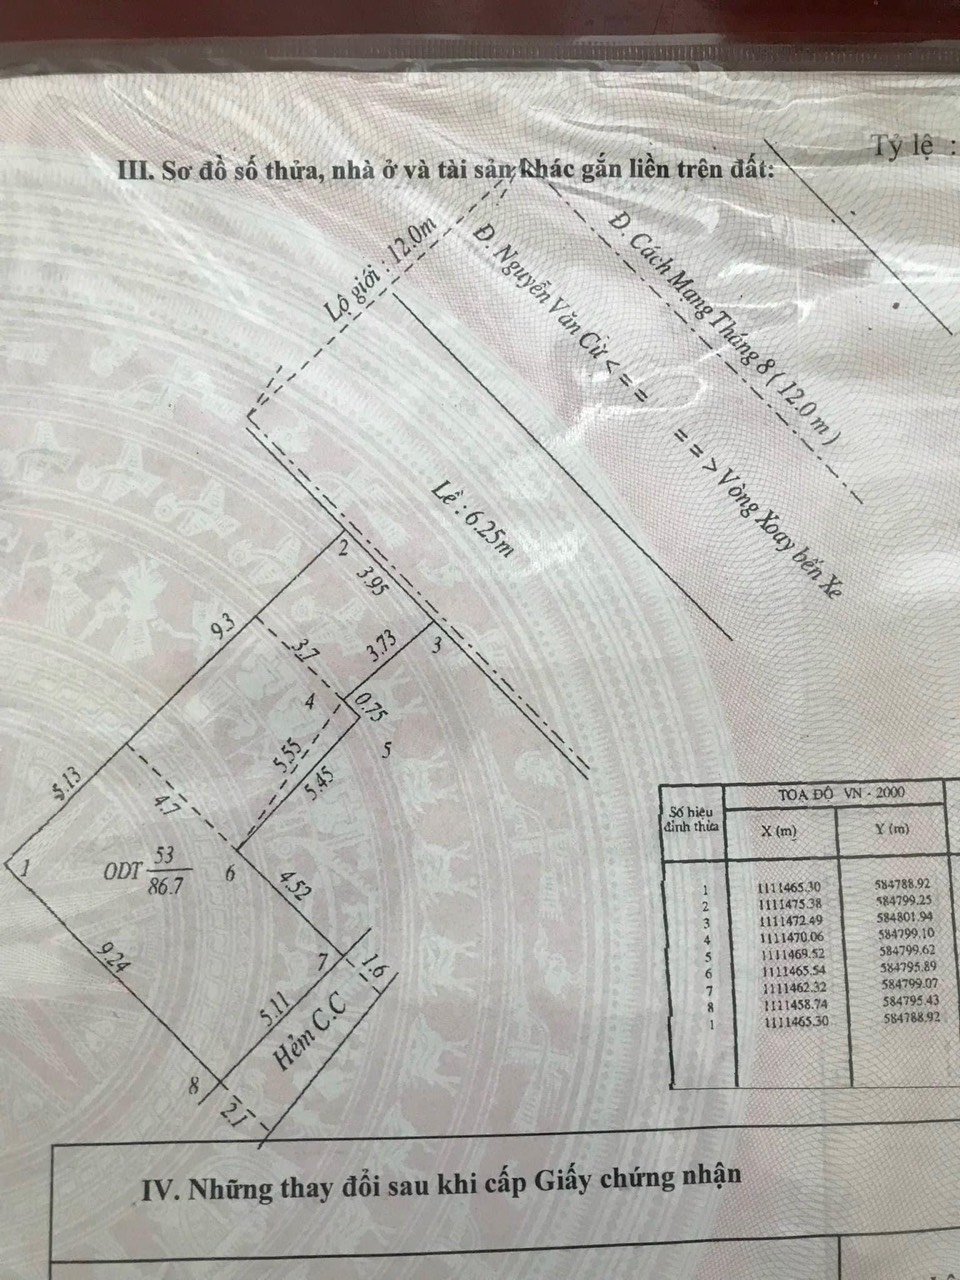 Tỷ lệ :
III. Sơ đồ số thửa, nhà ở và tài sản khác gắn liền trên đất:
Lộ giới : 12.0m
Đ. Nguyễn Văn Cừ < = =
Đ. Cách Mạng Tháng 8 ( 12.0 m )
= = > Vòng Xoay bến Xe
Lề : 6.25m
2
3.95
9.3
3.73
3
3.7
4
0.75
5
5.55
5.45
5.13
4.7
1
ODT 53
86.7
6
4.52
9.24
7
1.6
5.11
Hẻm C.C
8
2.1
Số hiệu đỉnh thửa
TOẠ ĐỘ VN - 2000
X (m) Y (m)
1 1111465.30 584788.92
2 1111475.38 584799.25
3 1111472.49 584801.94
4 1111470.06 584799.10
5 1111469.52 584799.62
6 1111465.54 584795.89
7 1111462.32 584799.07
8 1111458.74 584795.43
1 1111465.30 584788.92
IV. Những thay đổi sau khi cấp Giấy chứng nhận